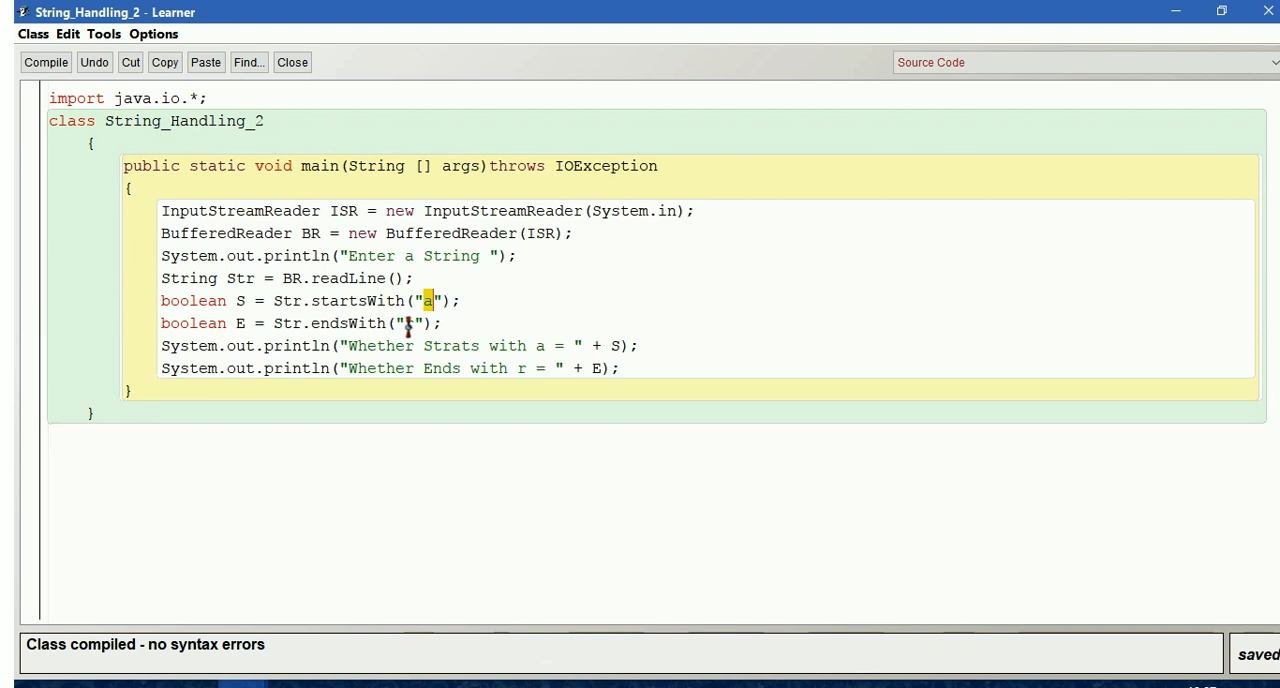 String_Handling_2 - Learner
Class Edit Tools Options
Compile Undo Cut Copy Paste Find... Close Source Code
import java.io.*;
class String_Handling_2
{
public static void main(String [] args)throws IOException
{
InputStreamReader ISR = new InputStreamReader(System.in);
BufferedReader BR = new BufferedReader(ISR);
System.out.println("Enter a String ");
String Str = BR.readLine();
boolean S = Str.startsWith("a");
boolean E = Str.endsWith(" ");
System.out.println("Whether Strats with a = " + S);
System.out.println("Whether Ends with r = " + E);
}
}
Class compiled - no syntax errors
saved